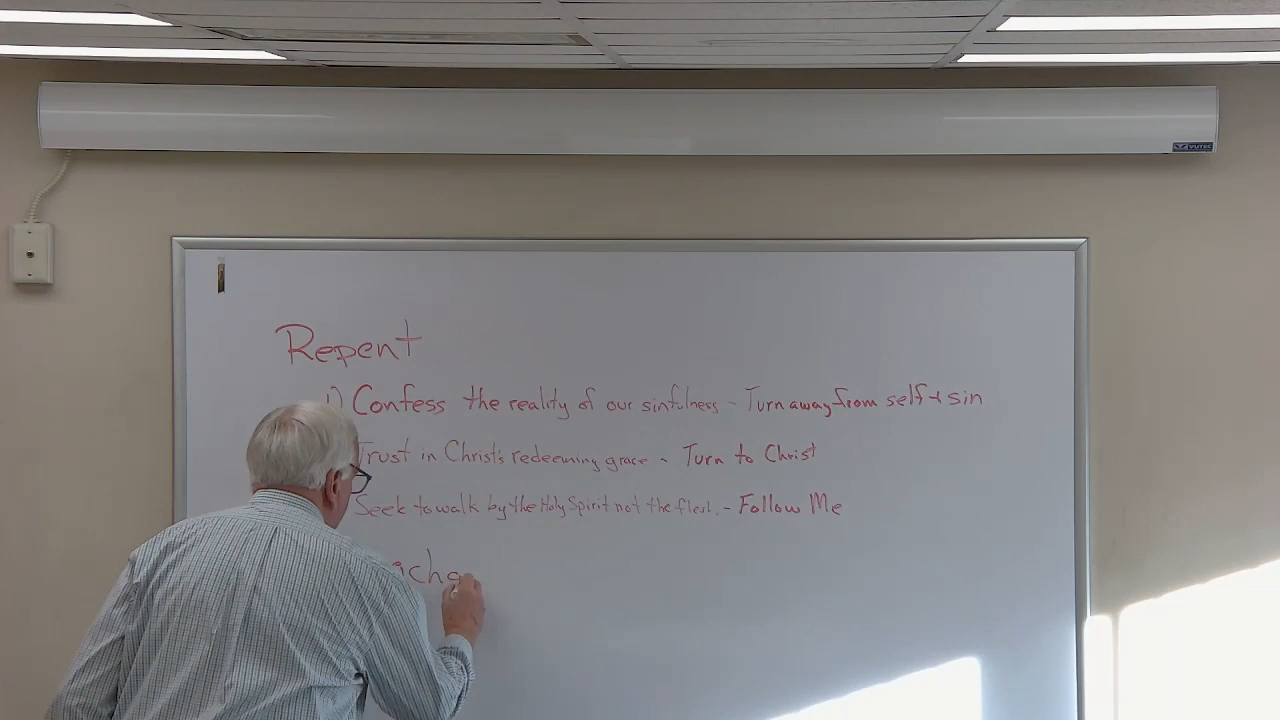 VUTEC
Repent
1) Confess the reality of our sinfulness - Turn away from self + sin
Trust in Christ's redeeming grace - Turn to Christ
Seek to walk by the Holy Spirit not the flesh. - Follow Me